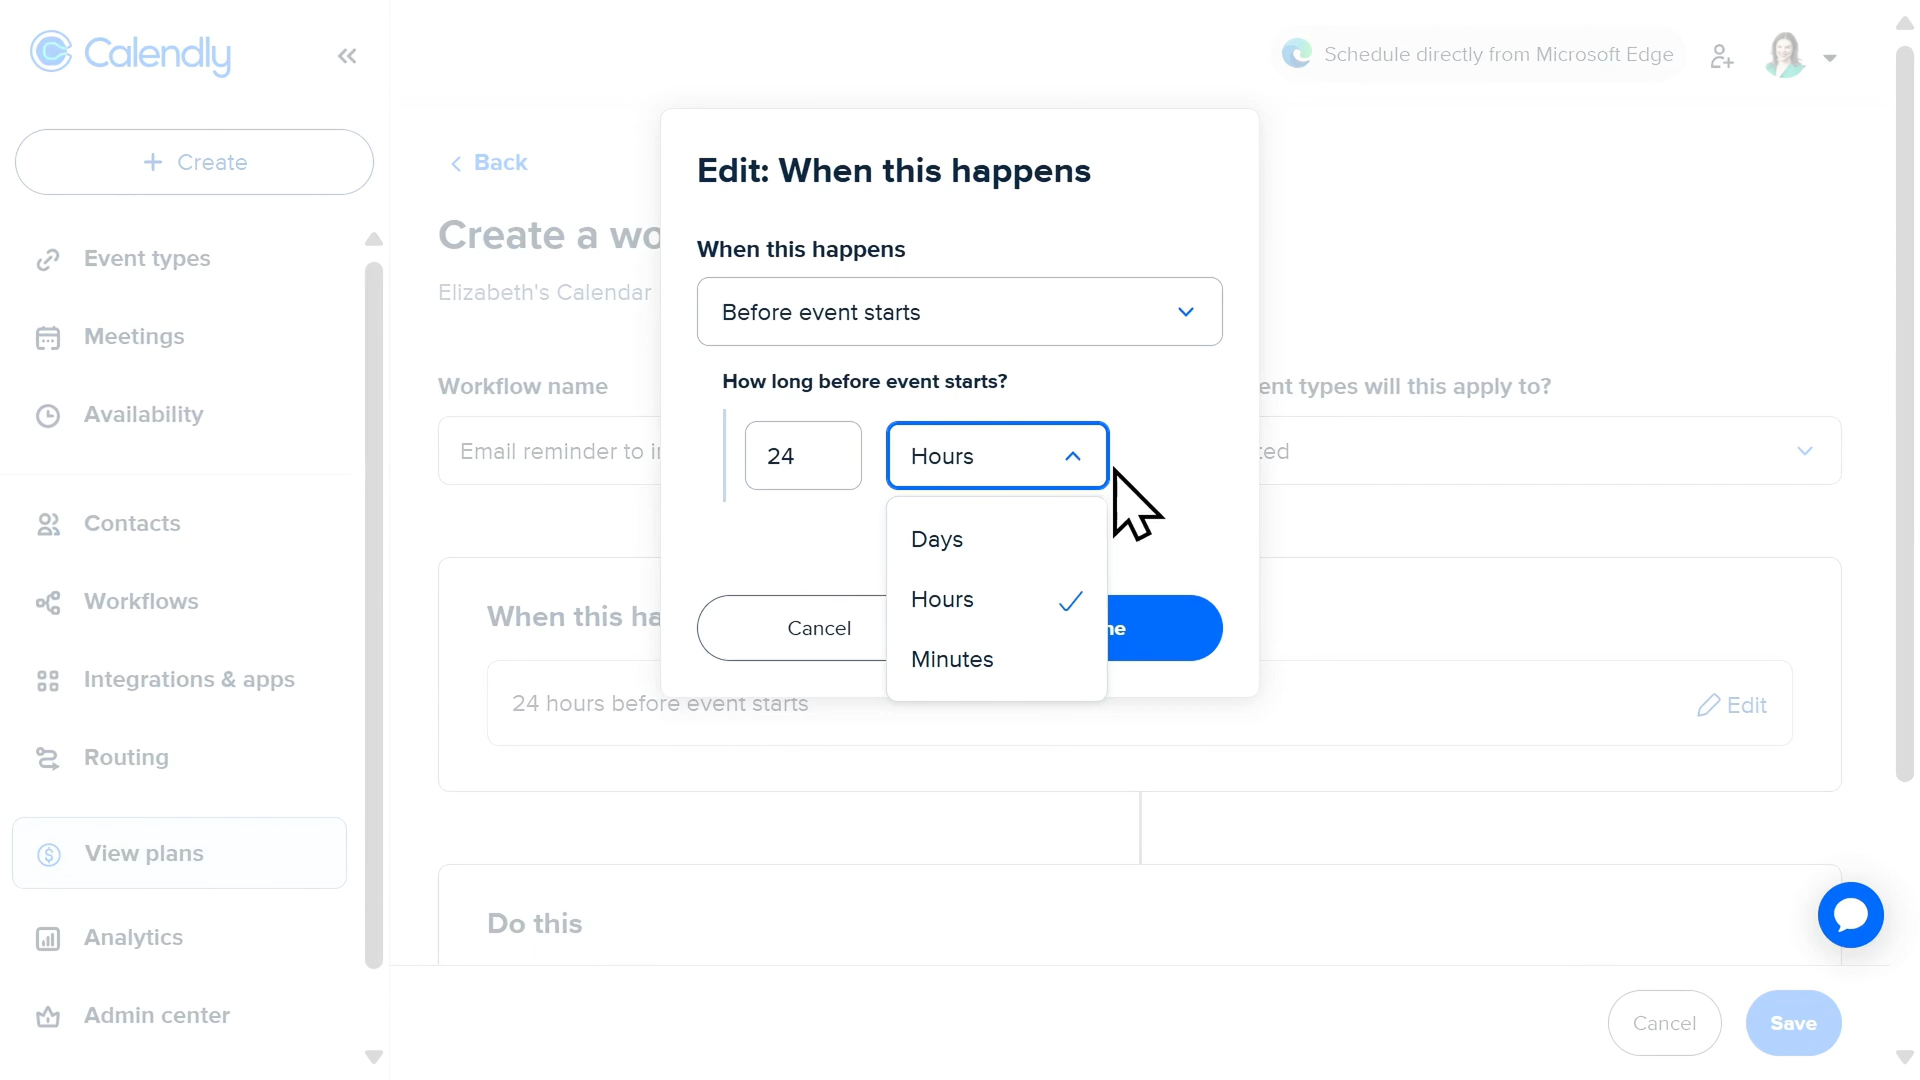 Calendly
Schedule directly from Microsoft Edge
+ Create
Event types
Meetings
Availability
Contacts
Workflows
Integrations & apps
Routing
View plans
Analytics
Admin center
Back
Create a wo
Elizabeth's Calendar
Workflow name
Email reminder to i
ent types will this apply to?
ted
Edit: When this happens
When this happens
Before event starts
How long before event starts?
24
Hours
Days
Hours
Minutes
Cancel
ne
When this ha
24 hours before event starts
Edit
Do this
Cancel
Save